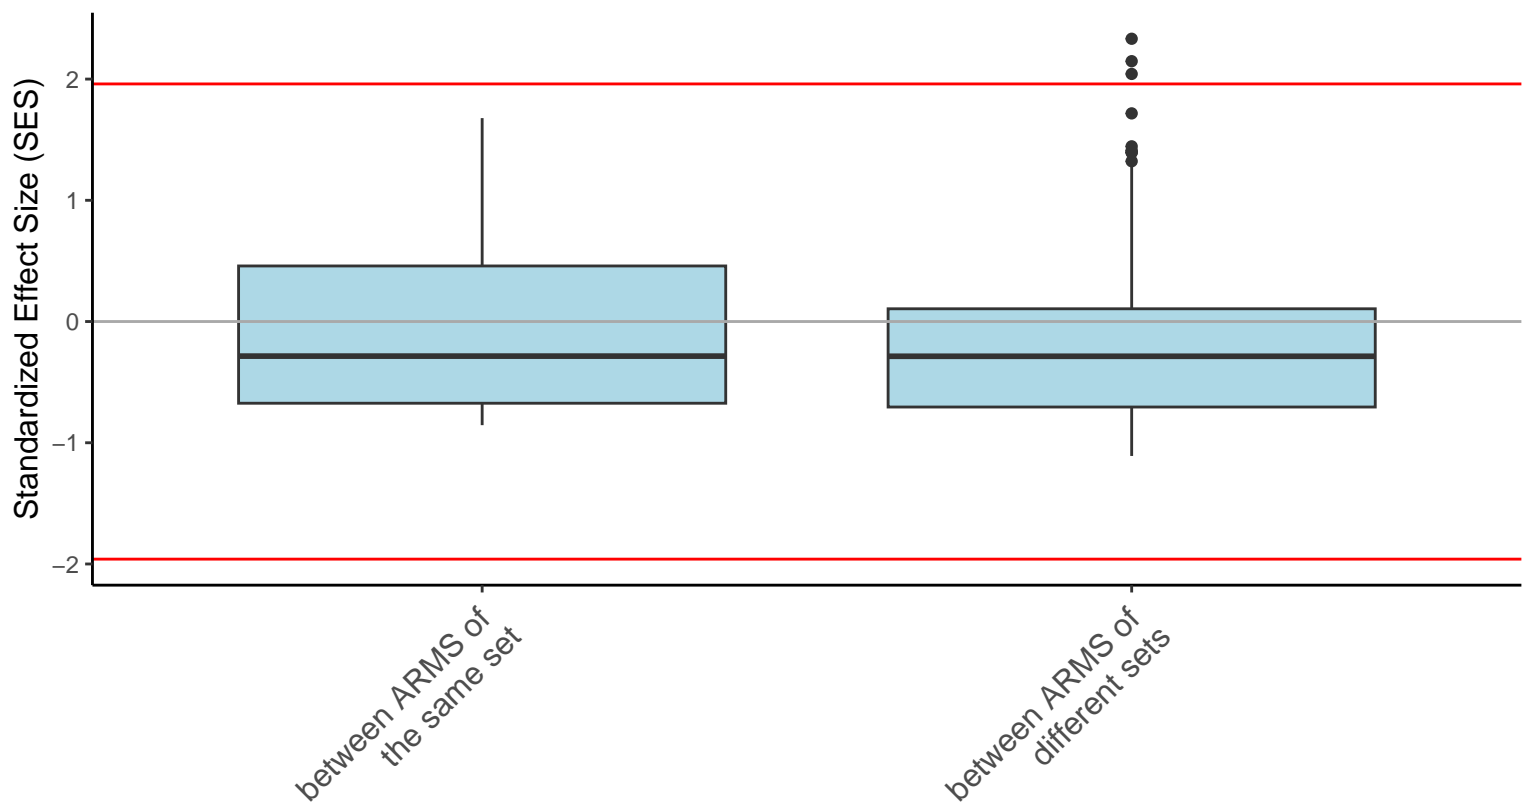 Standardized Effect Size (SES)
2
1
0
−1
−2
between ARMS of
the same set
between ARMS of
different sets